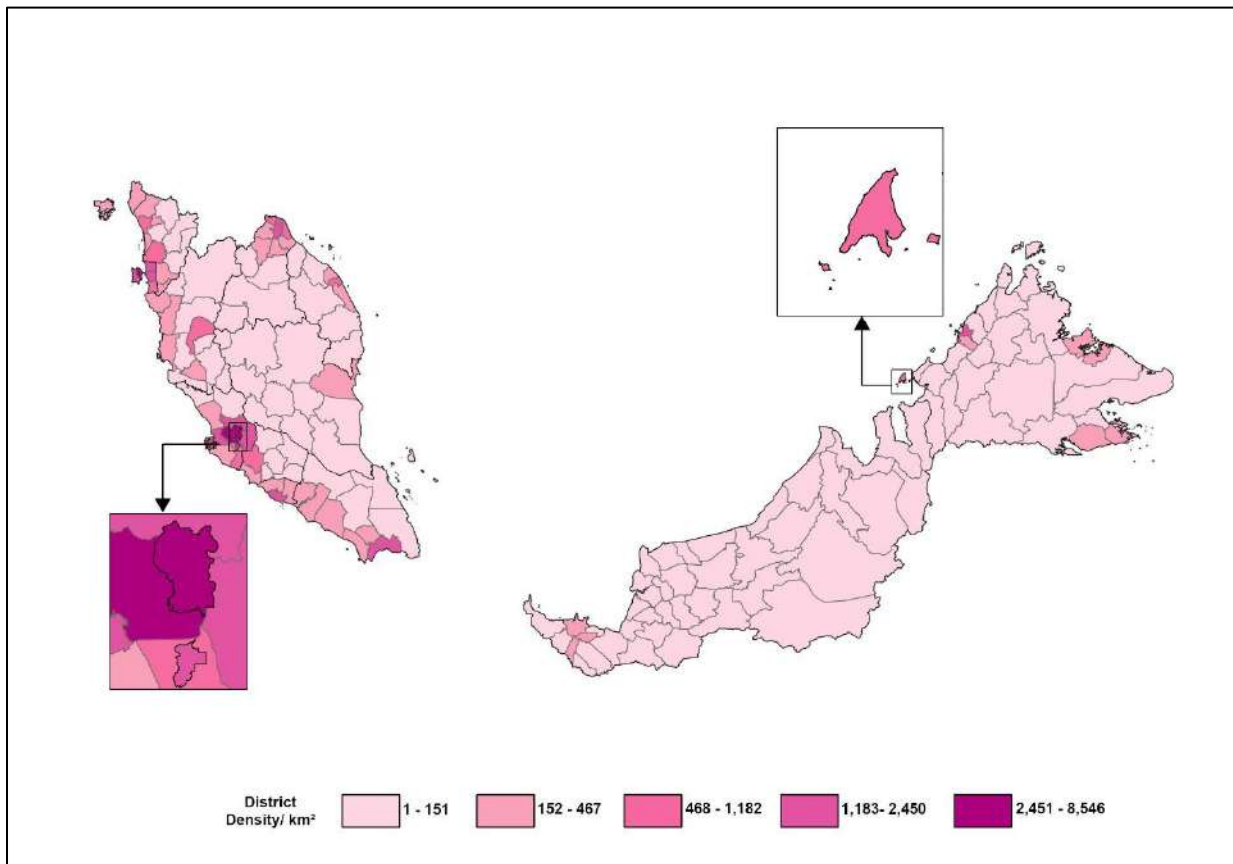 District
Density/ km²
1 - 151
152 - 467
468 - 1,182
1,183- 2,450
2,451 - 8,546